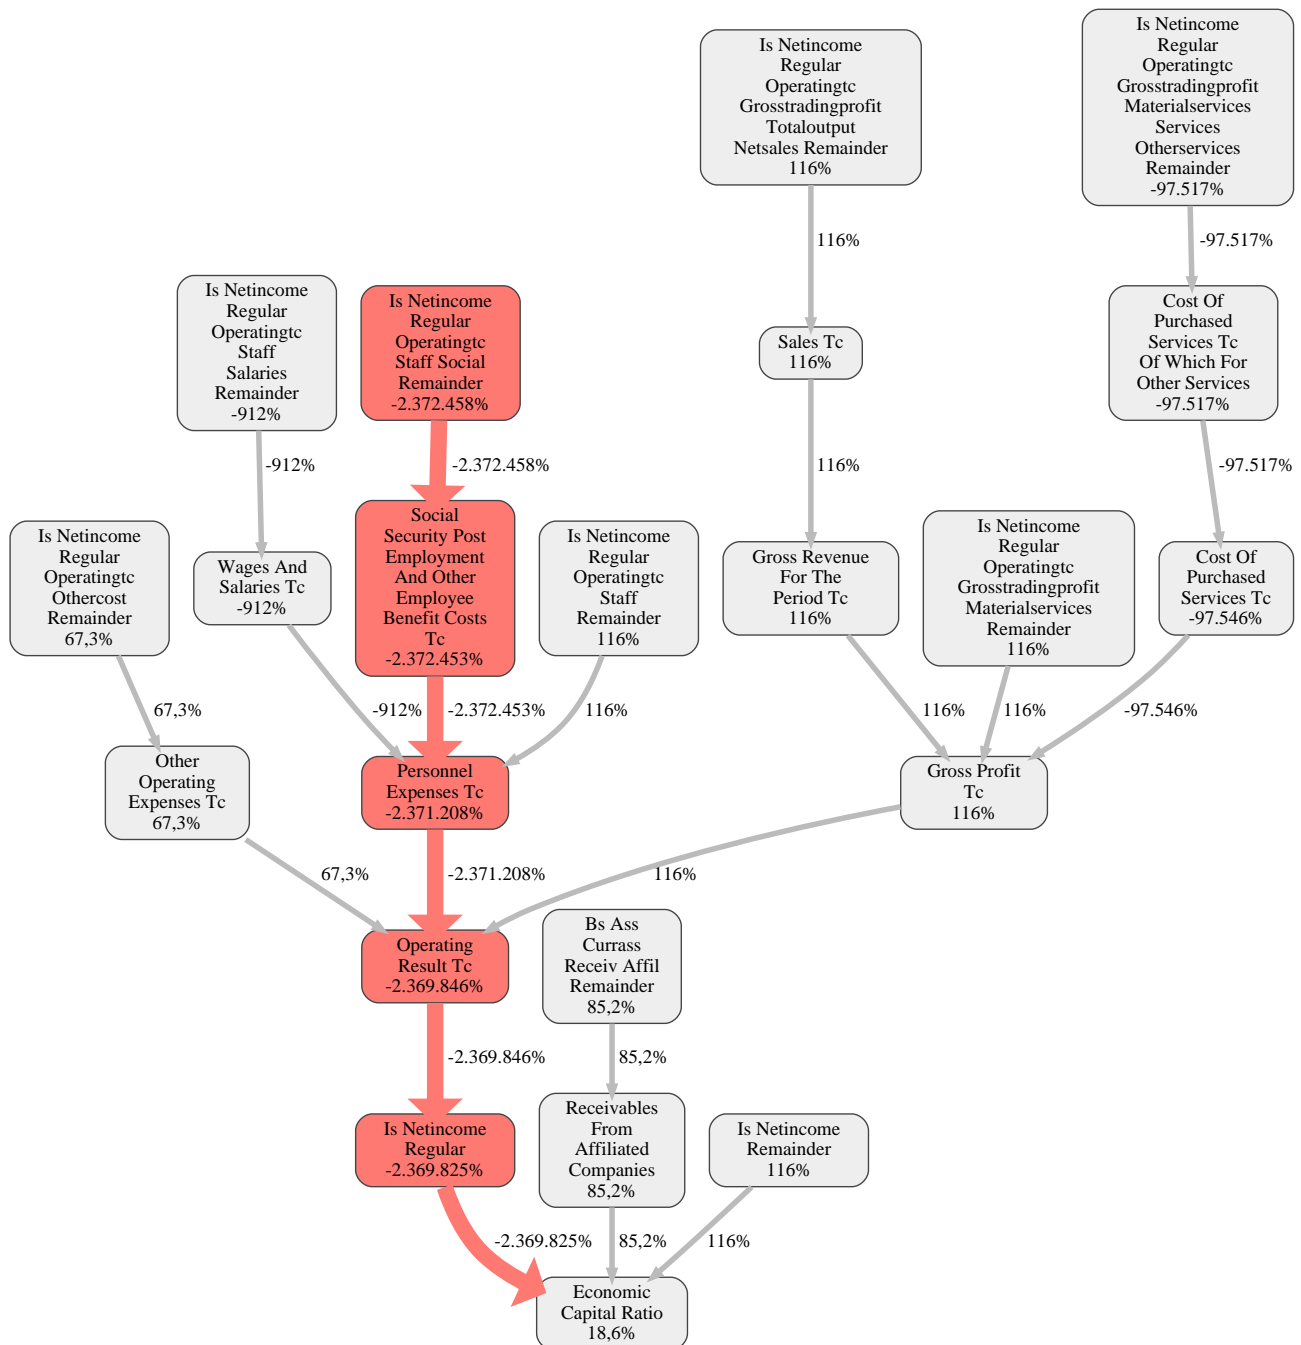 Is Netincome
Regular
Operatingtc
Grosstradingprofit
Totaloutput
Netsales Remainder
116%
Is Netincome
Regular
Operatingtc
Grosstradingprofit
Materialservices
Services
Otherservices
Remainder
-97.517%
116%
-97.517%
Is Netincome
Regular
Operatingtc
Staff
Salaries
Remainder
-912%
Is Netincome
Regular
Operatingtc
Staff Social
Remainder
-2.372.458%
Sales Tc
116%
Cost Of
Purchased
Services Tc
Of Which For
Other Services
-97.517%
-912%
-2.372.458%
116%
-97.517%
Is Netincome
Regular
Operatingtc
Othercost
Remainder
67,3%
Wages And
Salaries Tc
-912%
Social
Security Post
Employment
And Other
Employee
Benefit Costs
Tc
-2.372.453%
Is Netincome
Regular
Operatingtc
Staff
Remainder
116%
Gross Revenue
For The
Period Tc
116%
Is Netincome
Regular
Operatingtc
Grosstradingprofit
Materialservices
Remainder
116%
Cost Of
Purchased
Services Tc
-97.546%
67,3%
-912%
-2.372.453%
116%
116%
116%
-97.546%
Other
Operating
Expenses Tc
67,3%
Personnel
Expenses Tc
-2.371.208%
Gross Profit
Tc
116%
67,3%
-2.371.208%
116%
Operating
Result Tc
-2.369.846%
Bs Ass
Currass
Receiv Affil
Remainder
85,2%
-2.369.846%
85,2%
Is Netincome
Regular
-2.369.825%
Receivables
From
Affiliated
Companies
85,2%
Is Netincome
Remainder
116%
-2.369.825%
85,2%
116%
Economic
Capital Ratio
18,6%